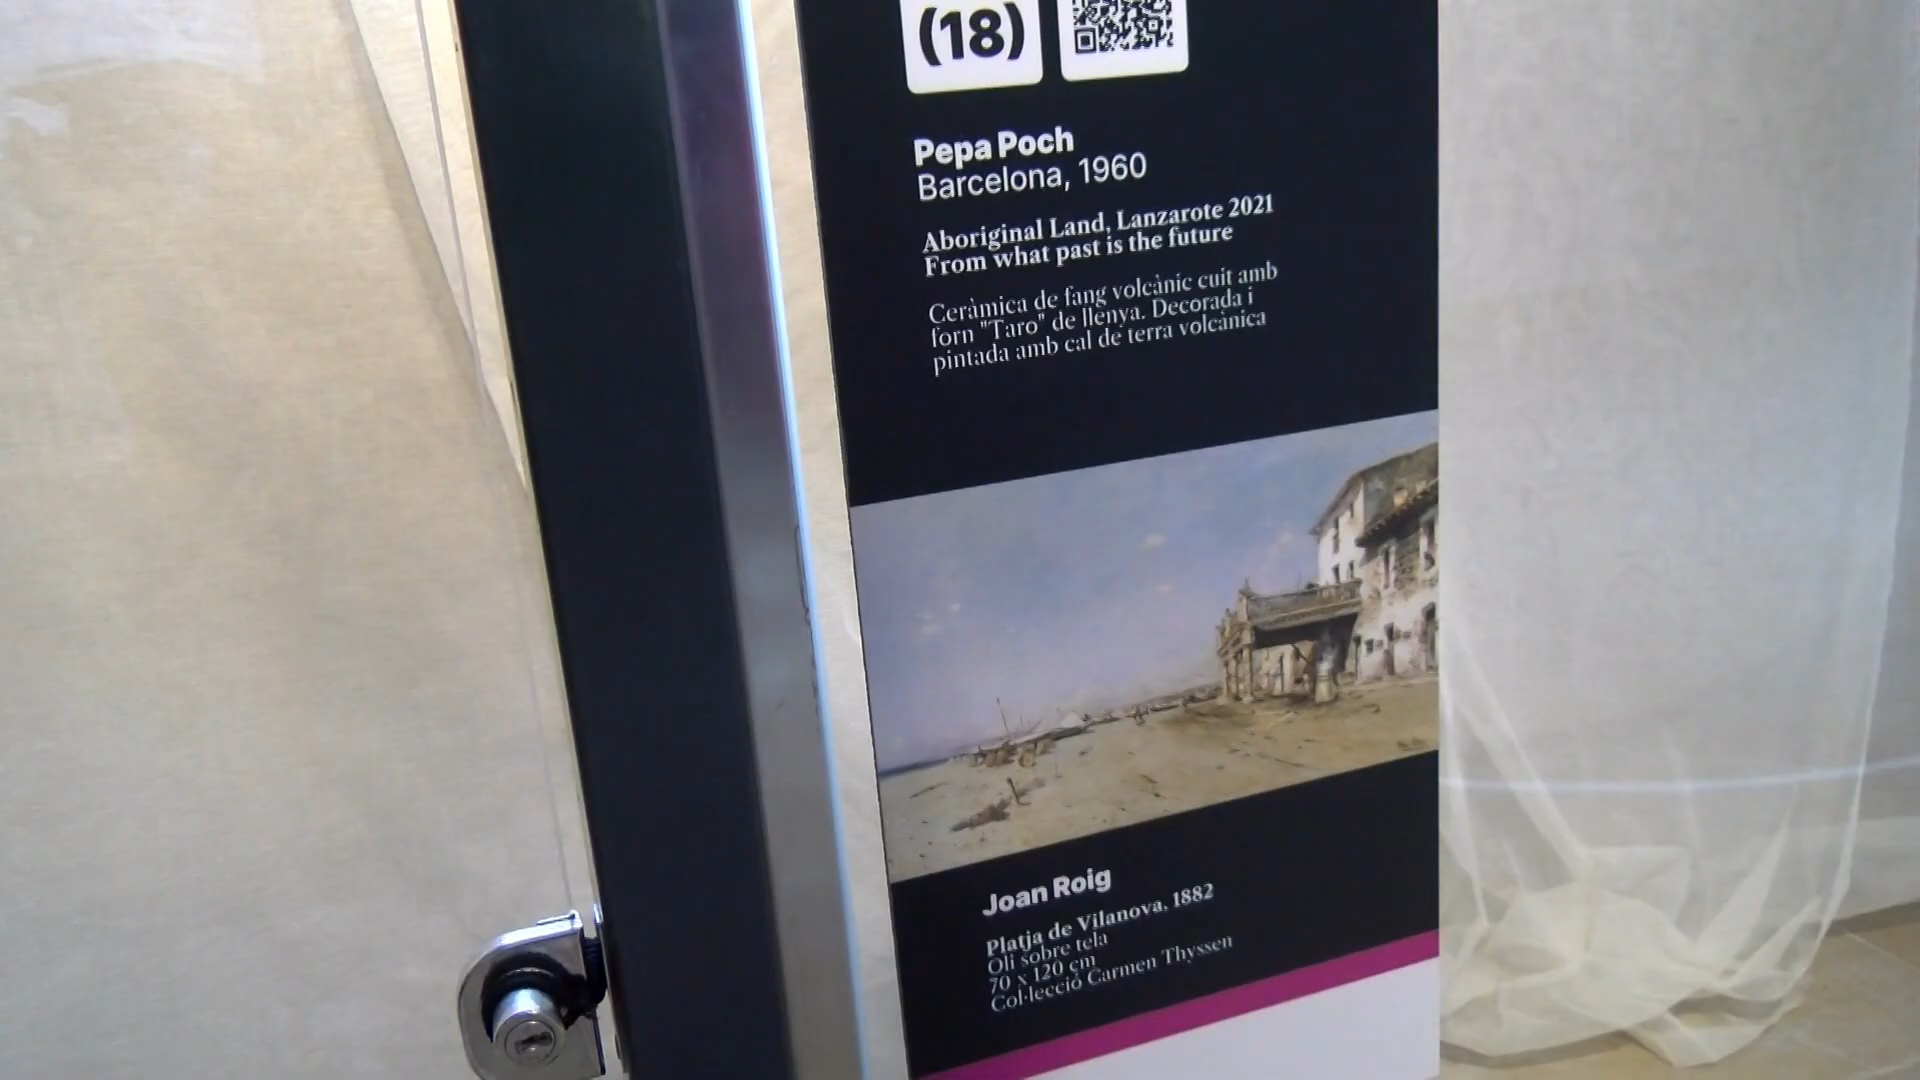 (18)
Pepa Poch
Barcelona, 1960
Aboriginal Land, Lanzarote 2021
From what past is the future
Ceràmica de fang volcànic cuit amb
forn "Taro" de llenya. Decorada i
pintada amb cal de terra volcànica
Joan Roig
Platja de Vilanova, 1882
Oli sobre tela
70 x 120 cm
Col·lecció Carmen Thyssen